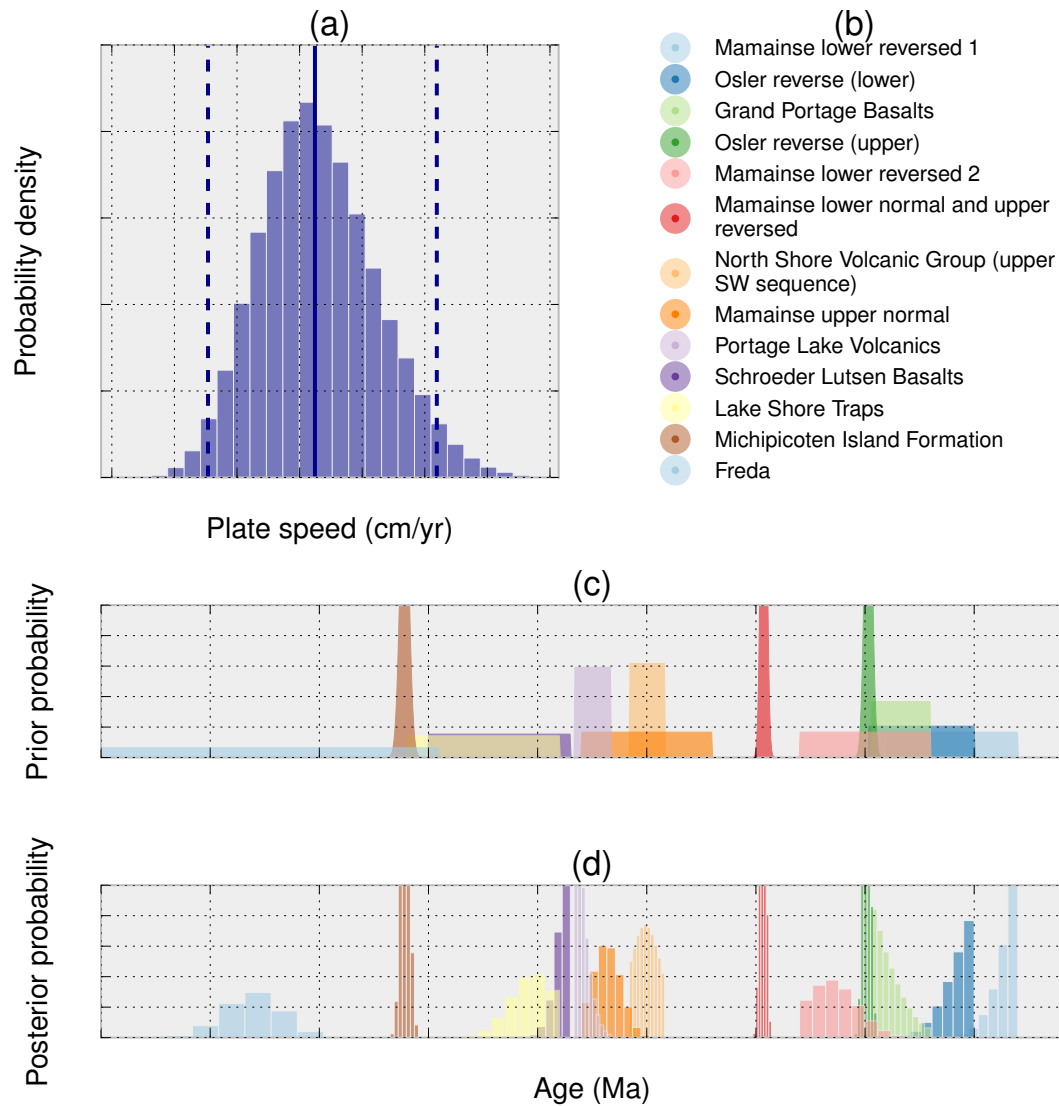 (a)
Probability density
Plate speed (cm/yr)
(b)
Mamainse lower reversed 1
Osler reverse (lower)
Grand Portage Basalts
Osler reverse (upper)
Mamainse lower reversed 2
Mamainse lower normal and upper
reversed
North Shore Volcanic Group (upper
SW sequence)
Mamainse upper normal
Portage Lake Volcanics
Schroeder Lutsen Basalts
Lake Shore Traps
Michipicoten Island Formation
Freda
(c)
Prior probability
(d)
Posterior probability
Age (Ma)